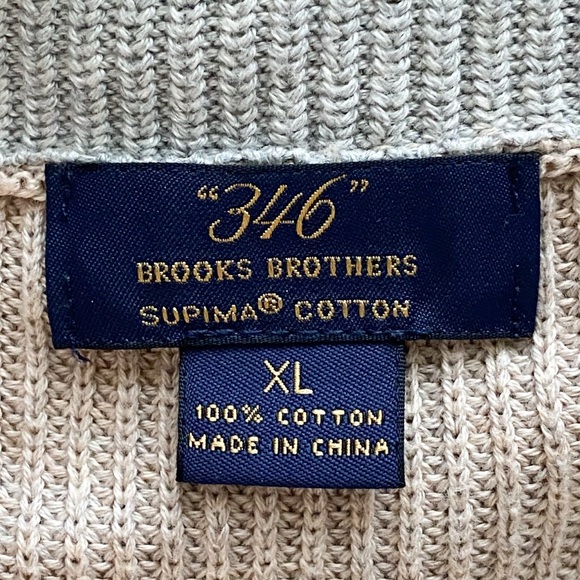 “346”
BROOKS BROTHERS
SUPIMA® COTTON
XL
100% COTTON
MADE IN CHINA